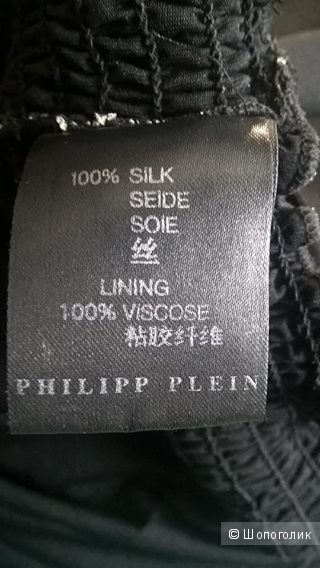 100% SILK
SEIDE
SOIE
丝
LINING
100% VISCOSE
粘胶纤维
PHILIPP PLEIN
© Шопоголик